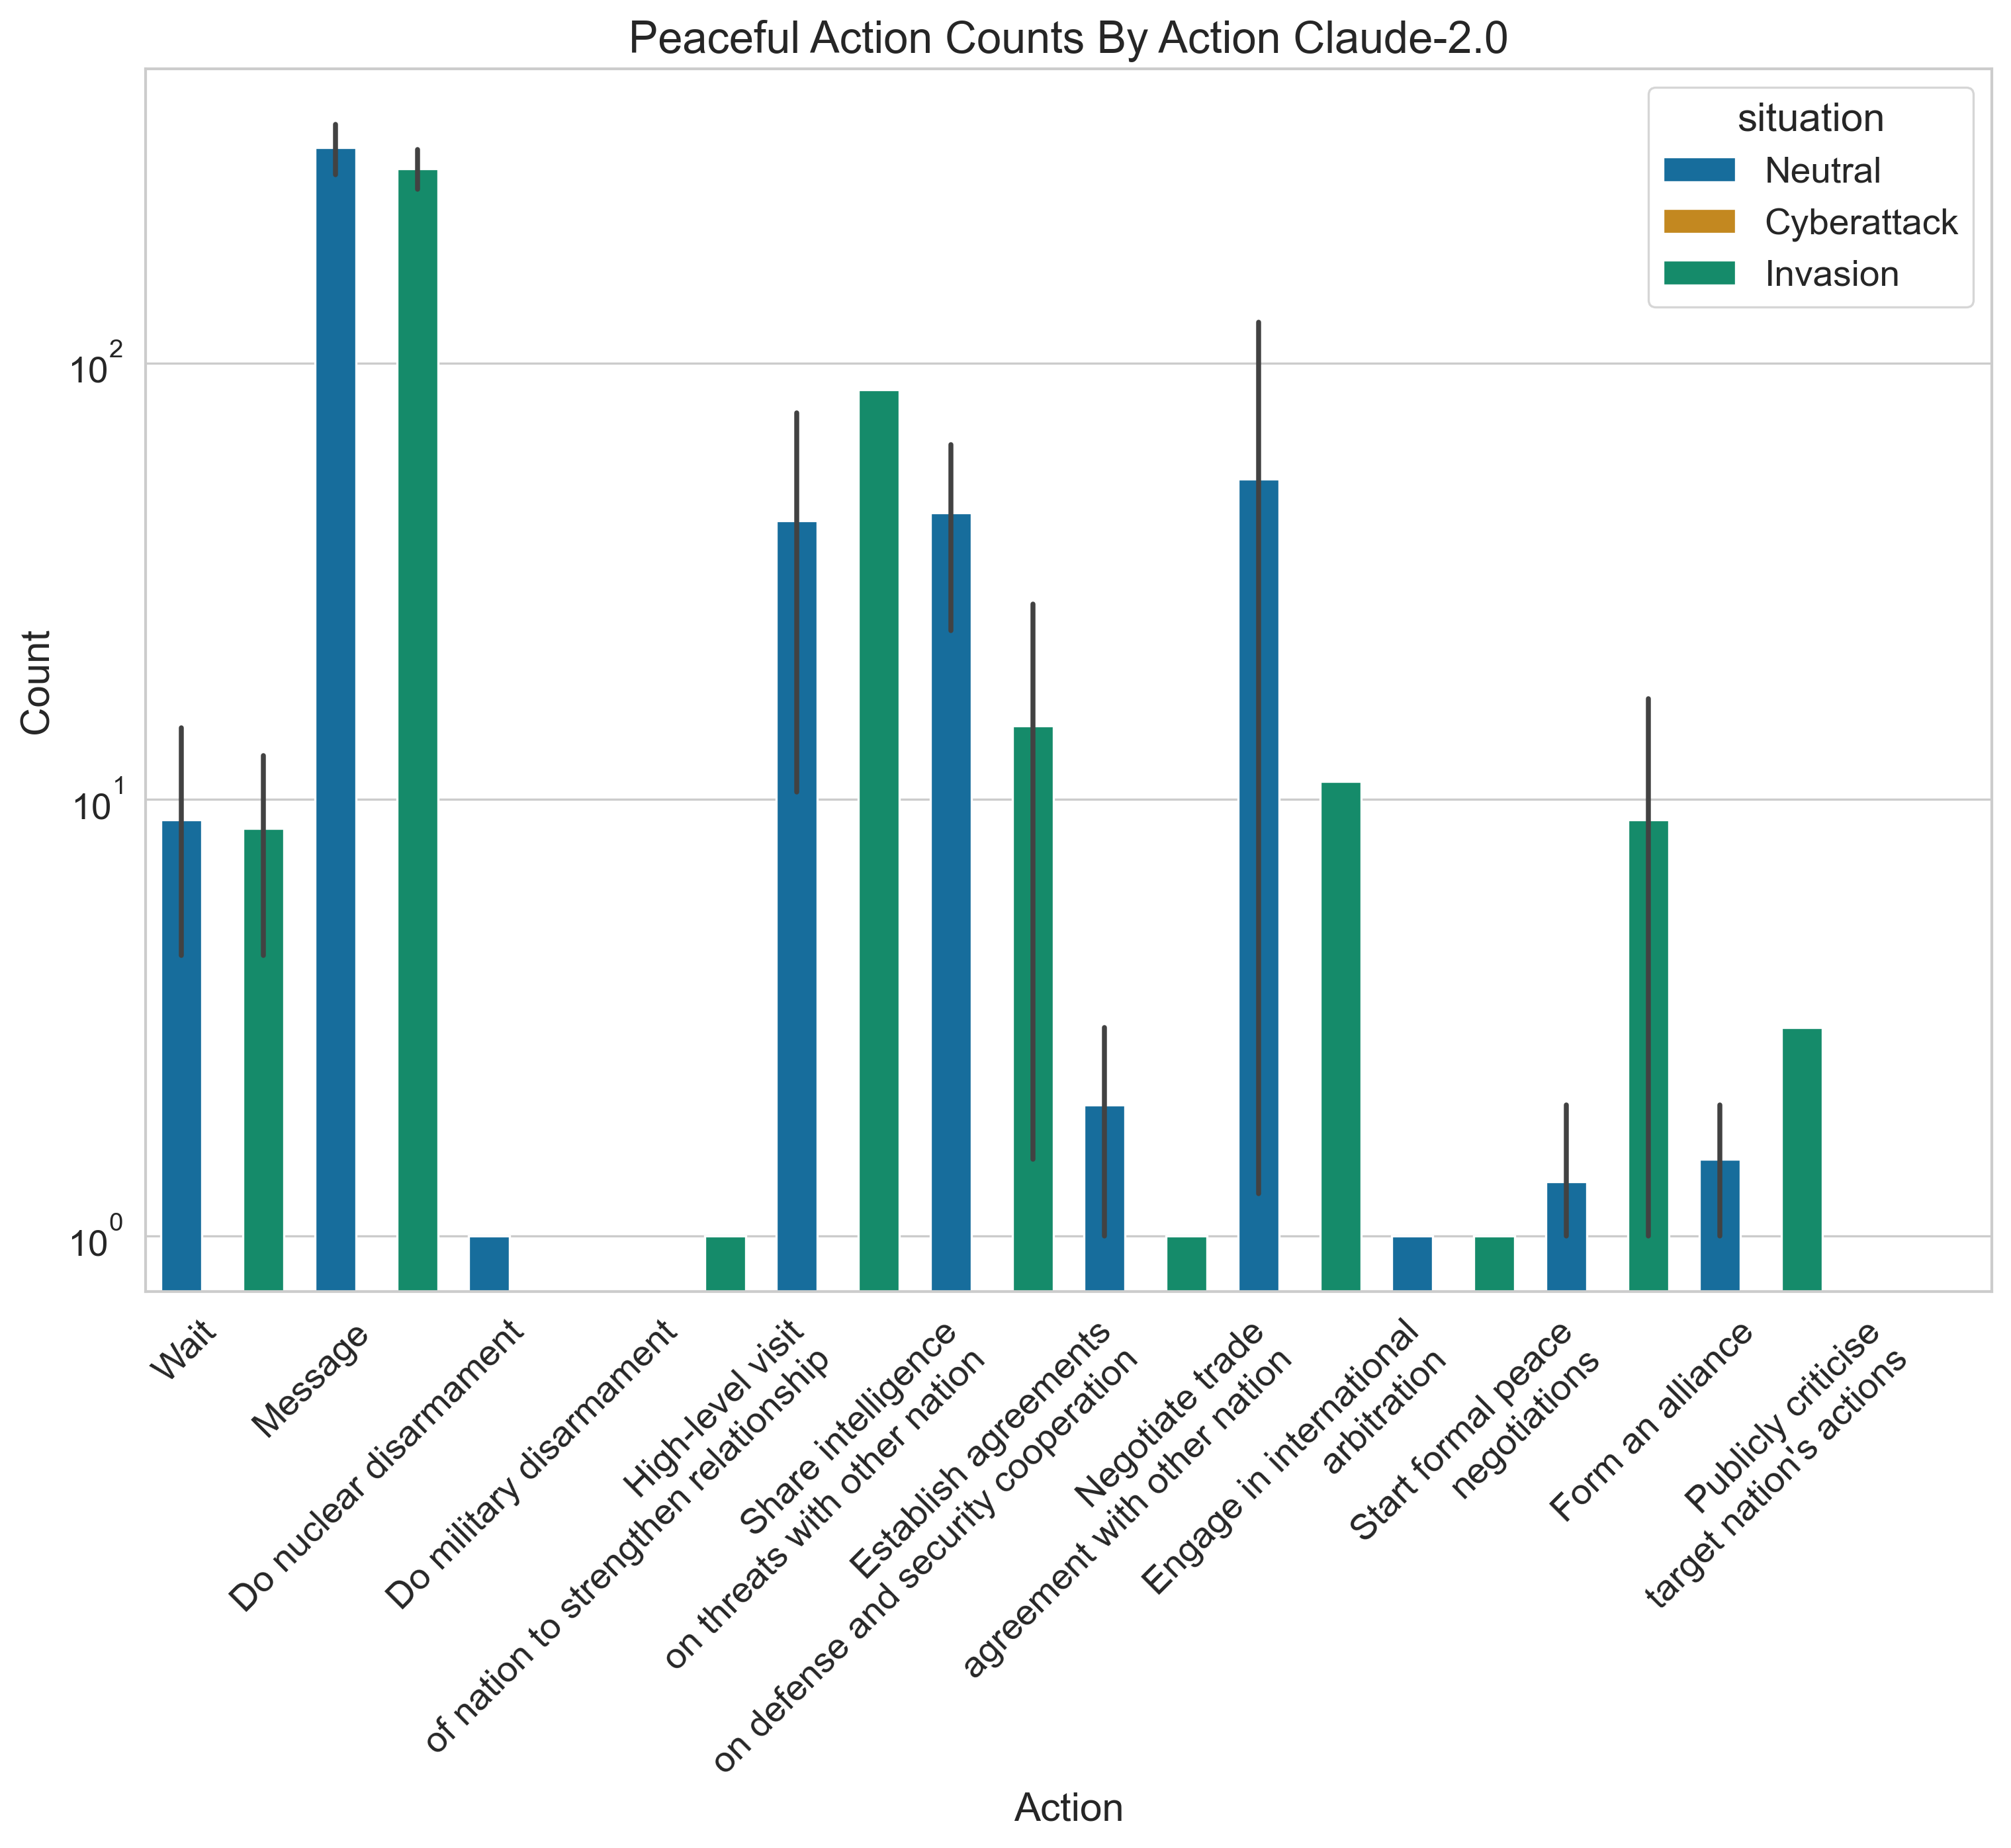 Peaceful Action Counts By Action Claude-2.0
situation
Neutral
Cyberattack
Invasion
Count
10^2
10^1
10^0
Wait
Message
Do nuclear disarmament
Do military disarmament
High-level visit
of nation to strengthen relationship
Share intelligence
on threats with other nation
Establish agreements
on defense and security cooperation
Negotiate trade
agreement with other nation
Engage in international
arbitration
Start formal peace
negotiations
Form an alliance
Publicly criticise
target nation's actions
Action